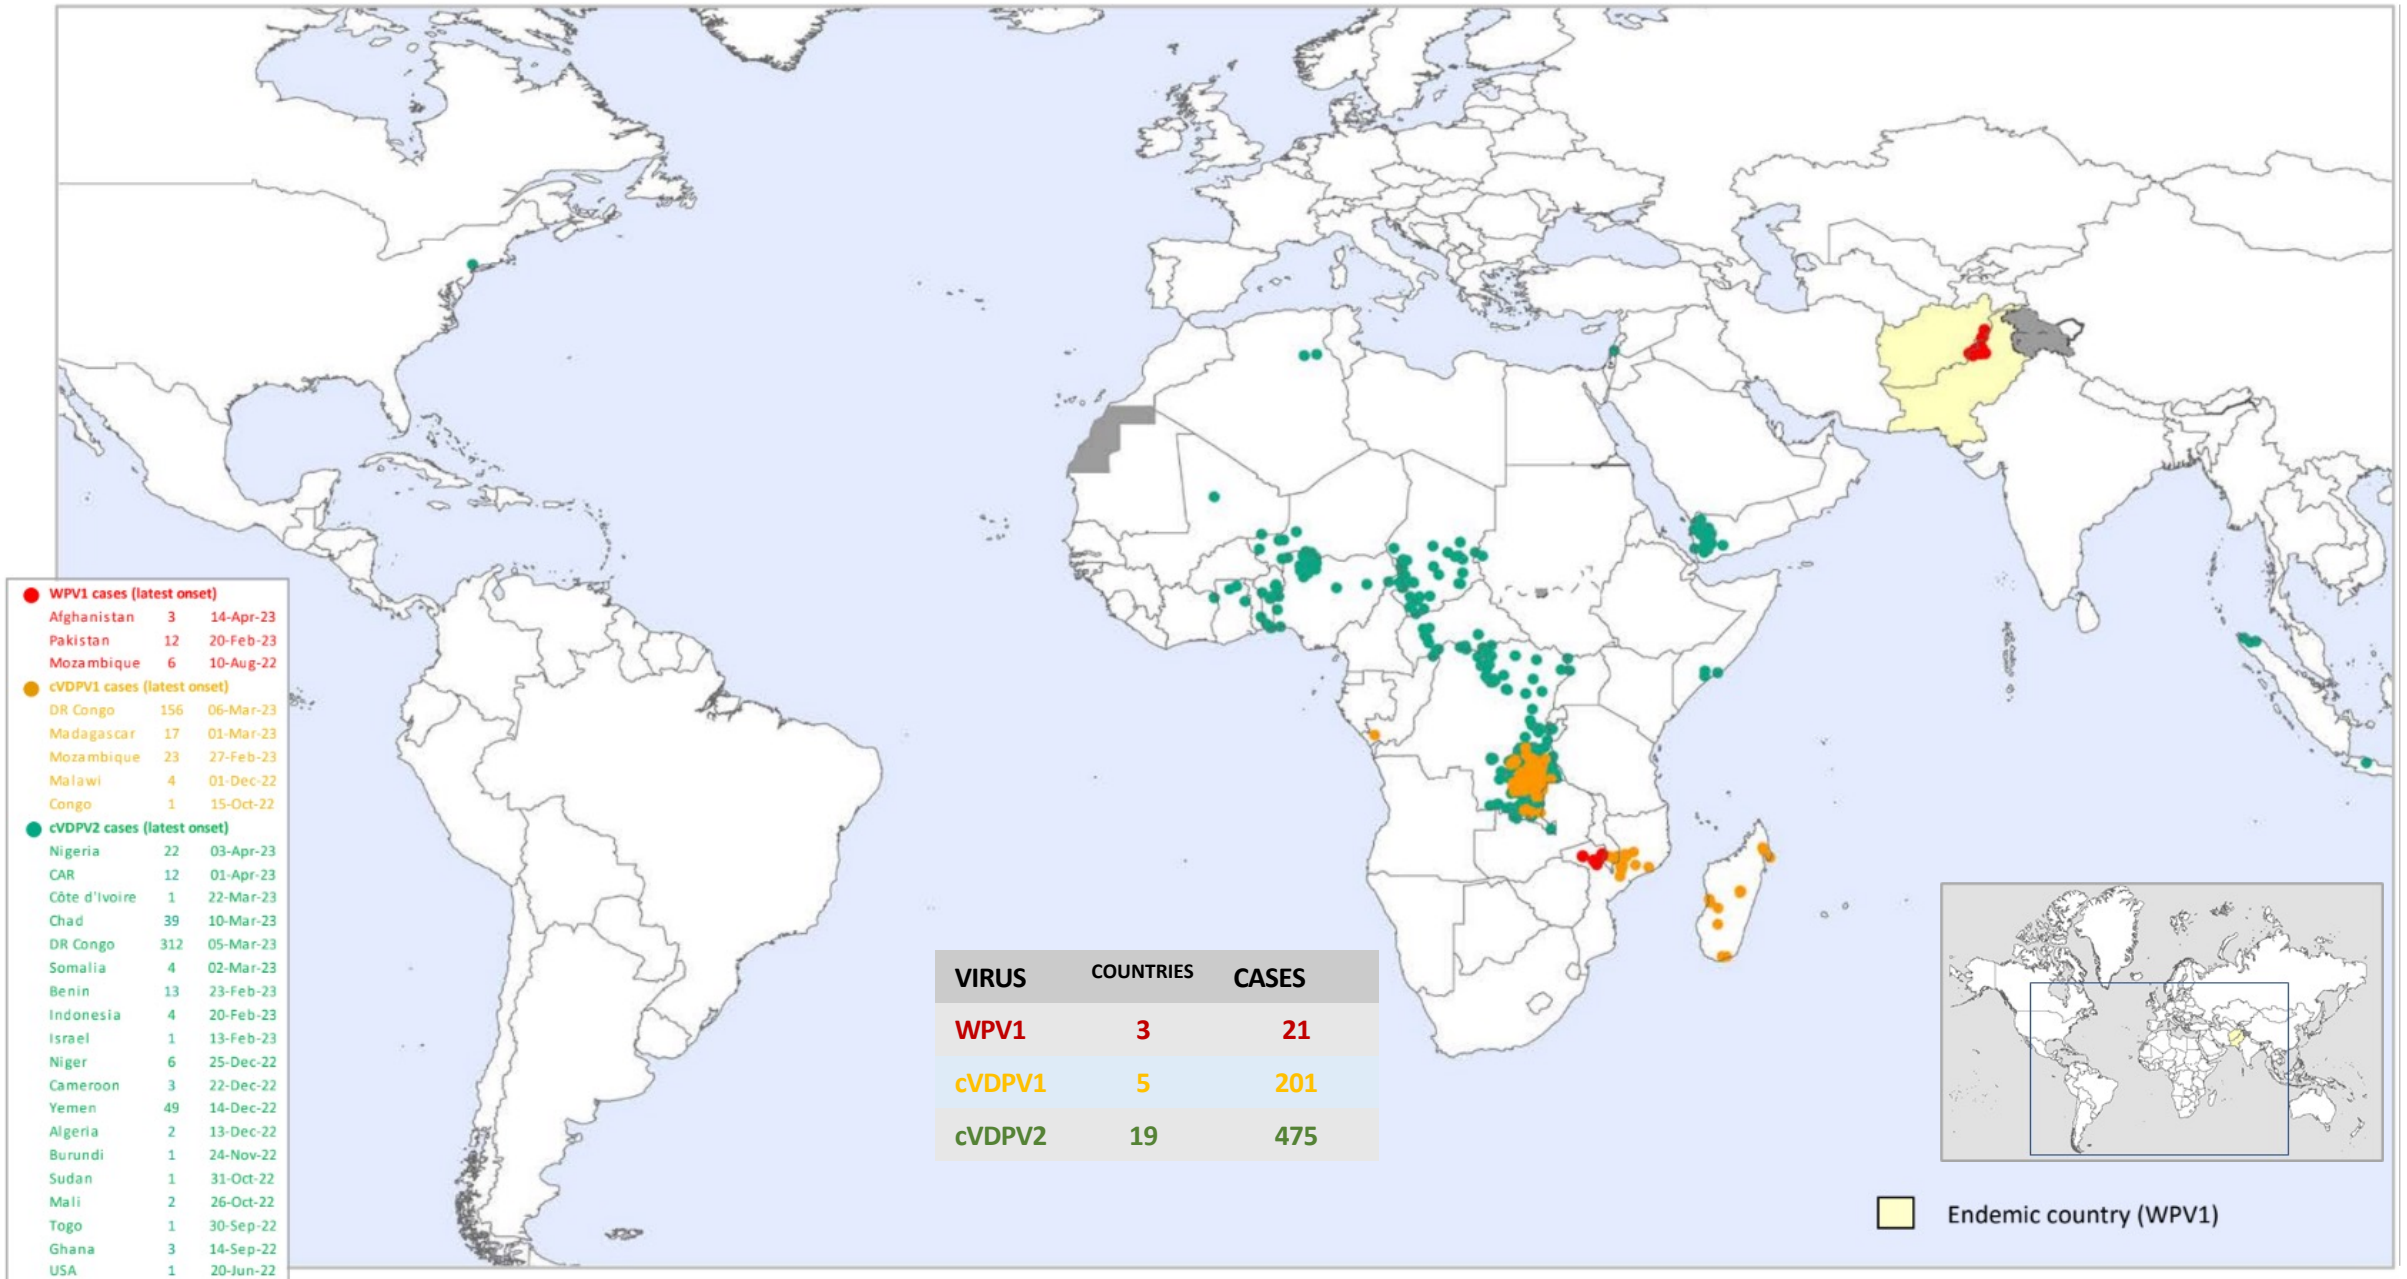 WPV1 cases (latest onset)
Afghanistan 3 14-Apr-23
Pakistan 12 20-Feb-23
Mozambique 6 10-Aug-22
cVDPV1 cases (latest onset)
DR Congo 156 06-Mar-23
Madagascar 17 01-Mar-23
Mozambique 23 27-Feb-23
Malawi 4 01-Dec-22
Congo 1 15-Oct-22
cVDPV2 cases (latest onset)
Nigeria 22 03-Apr-23
CAR 12 01-Apr-23
Côte d'Ivoire 1 22-Mar-23
Chad 39 10-Mar-23
DR Congo 312 05-Mar-23
Somalia 4 02-Mar-23
Benin 13 23-Feb-23
Indonesia 4 20-Feb-23
Israel 1 13-Feb-23
Niger 6 25-Dec-22
Cameroon 3 22-Dec-22
Yemen 49 14-Dec-22
Algeria 2 13-Dec-22
Burundi 1 24-Nov-22
Sudan 1 31-Oct-22
Mali 2 26-Oct-22
Togo 1 30-Sep-22
Ghana 3 14-Sep-22
USA 1 20-Jun-22
VIRUS COUNTRIES CASES
WPV1 3 21
cVDPV1 5 201
cVDPV2 19 475
Endemic country (WPV1)